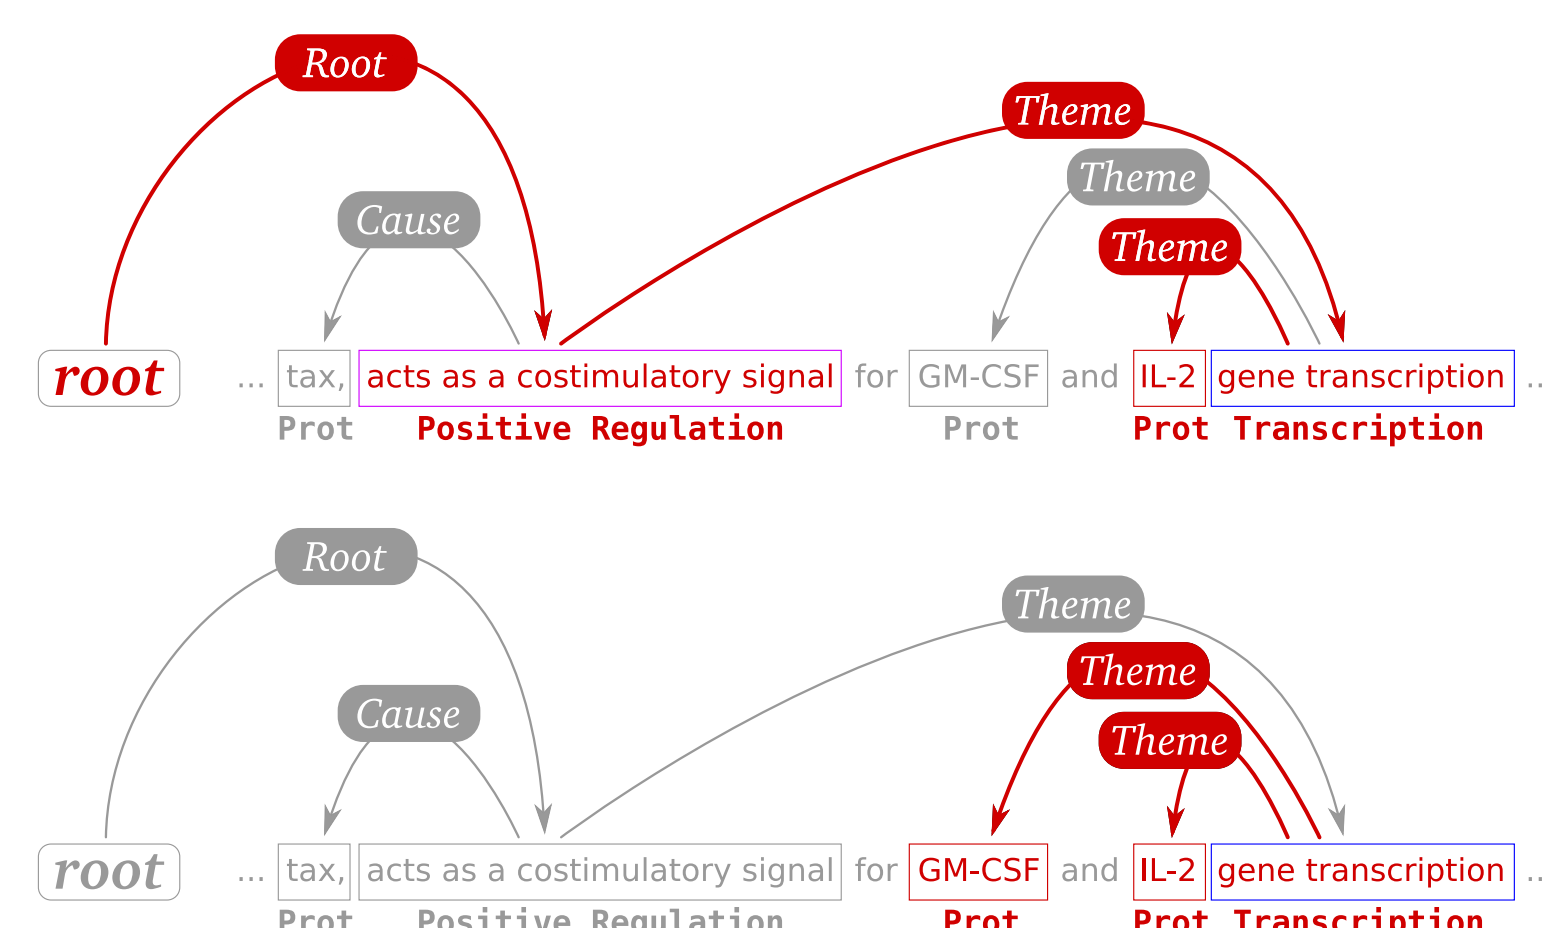 Root
Theme
Theme
Cause
Theme
root ... tax, acts as a costimulatory signal for GM-CSF and IL-2 gene transcription ..
Prot Positive Regulation Prot Prot Transcription
Root
Theme
Theme
Cause
Theme
root ... tax, acts as a costimulatory signal for GM-CSF and IL-2 gene transcription ..
Prot Positive Regulation Prot Prot Transcription